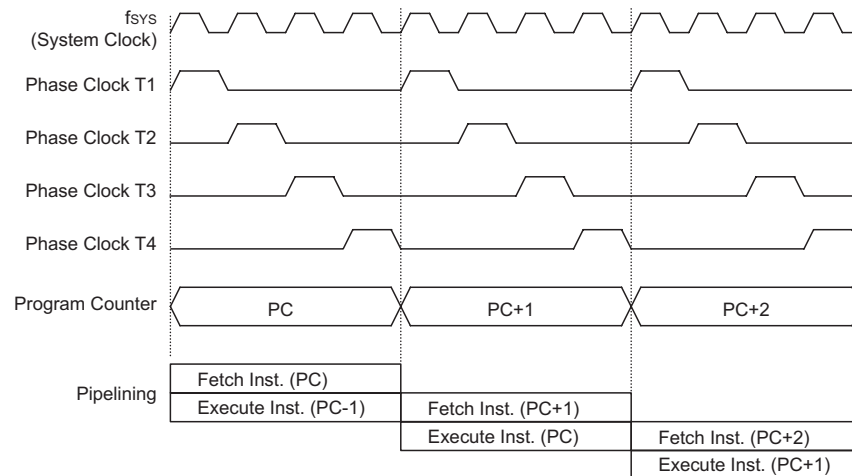 fSYS
(System Clock)
Phase Clock T1
Phase Clock T2
Phase Clock T3
Phase Clock T4
Program Counter PC PC+1 PC+2
Pipelining
Fetch Inst. (PC)
Execute Inst. (PC-1) Fetch Inst. (PC+1)
Execute Inst. (PC) Fetch Inst. (PC+2)
Execute Inst. (PC+1)